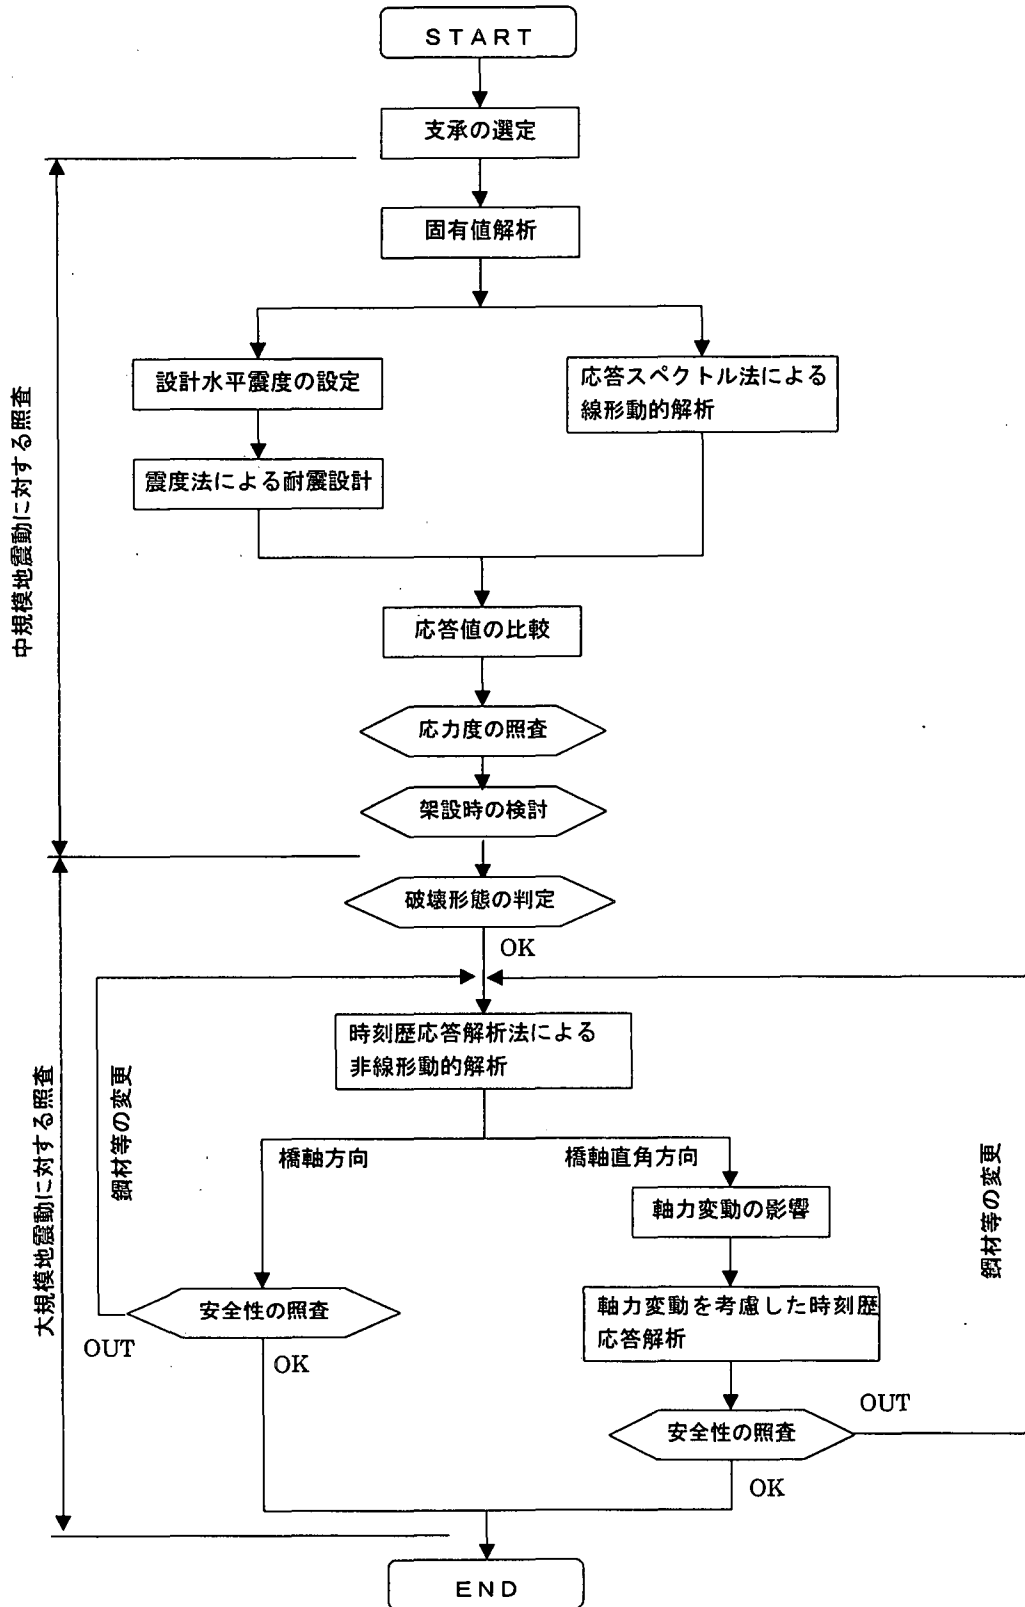 START
支承の選定
固有値解析
設計水平震度の設定
応答スペクトル法による
線形動的解析
震度法による耐震設計
中規模地震動に対する照査
応答値の比較
応力度の照査
架設時の検討
破壊形態の判定
OK
時刻歴応答解析法による
非線形動的解析
大規模地震動に対する照査
鋼材等の変更
橋軸方向
橋軸直角方向
鋼材等の変更
軸力変動の影響
安全性の照査
軸力変動を考慮した時刻歴
応答解析
OUT
OK
OUT
安全性の照査
OK
END